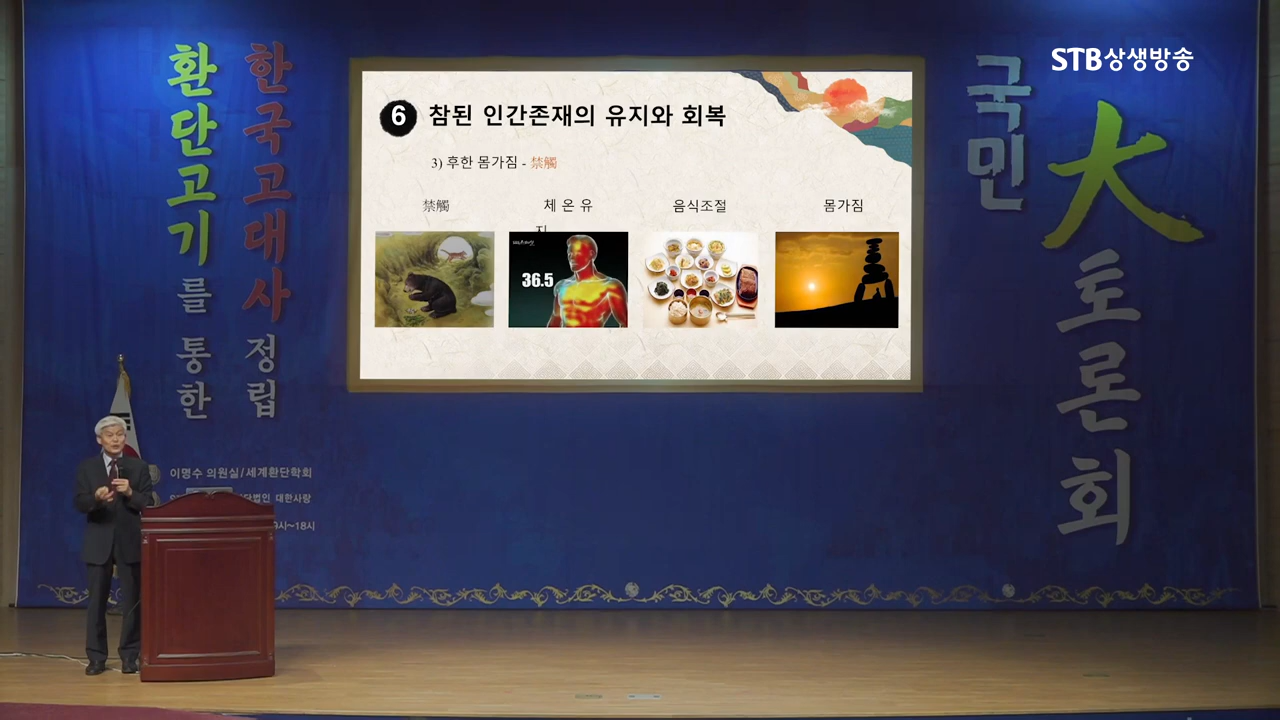 한국고대사 정립
환단고기를 통한
STB상생방송
국민
大토론회
6 참된 인간존재의 유지와 회복
3) 후한 몸가짐 - 禁觸
禁觸
체 온 유
지
음식조절
몸가짐
36.5
이명수 의원실/세계환단학회
법인 대한사랑
시~18시